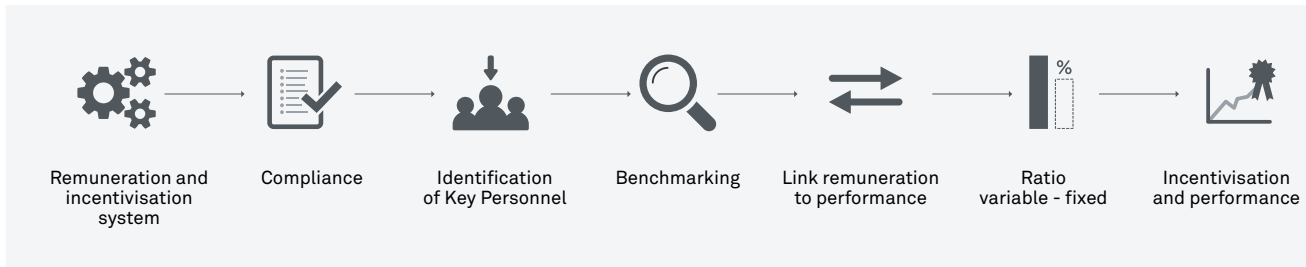 %
Remuneration and
incentivisation
system
Compliance
Identification
of Key Personnel
Benchmarking
Link remuneration
to performance
Ratio
variable - fixed
Incentivisation
and performance